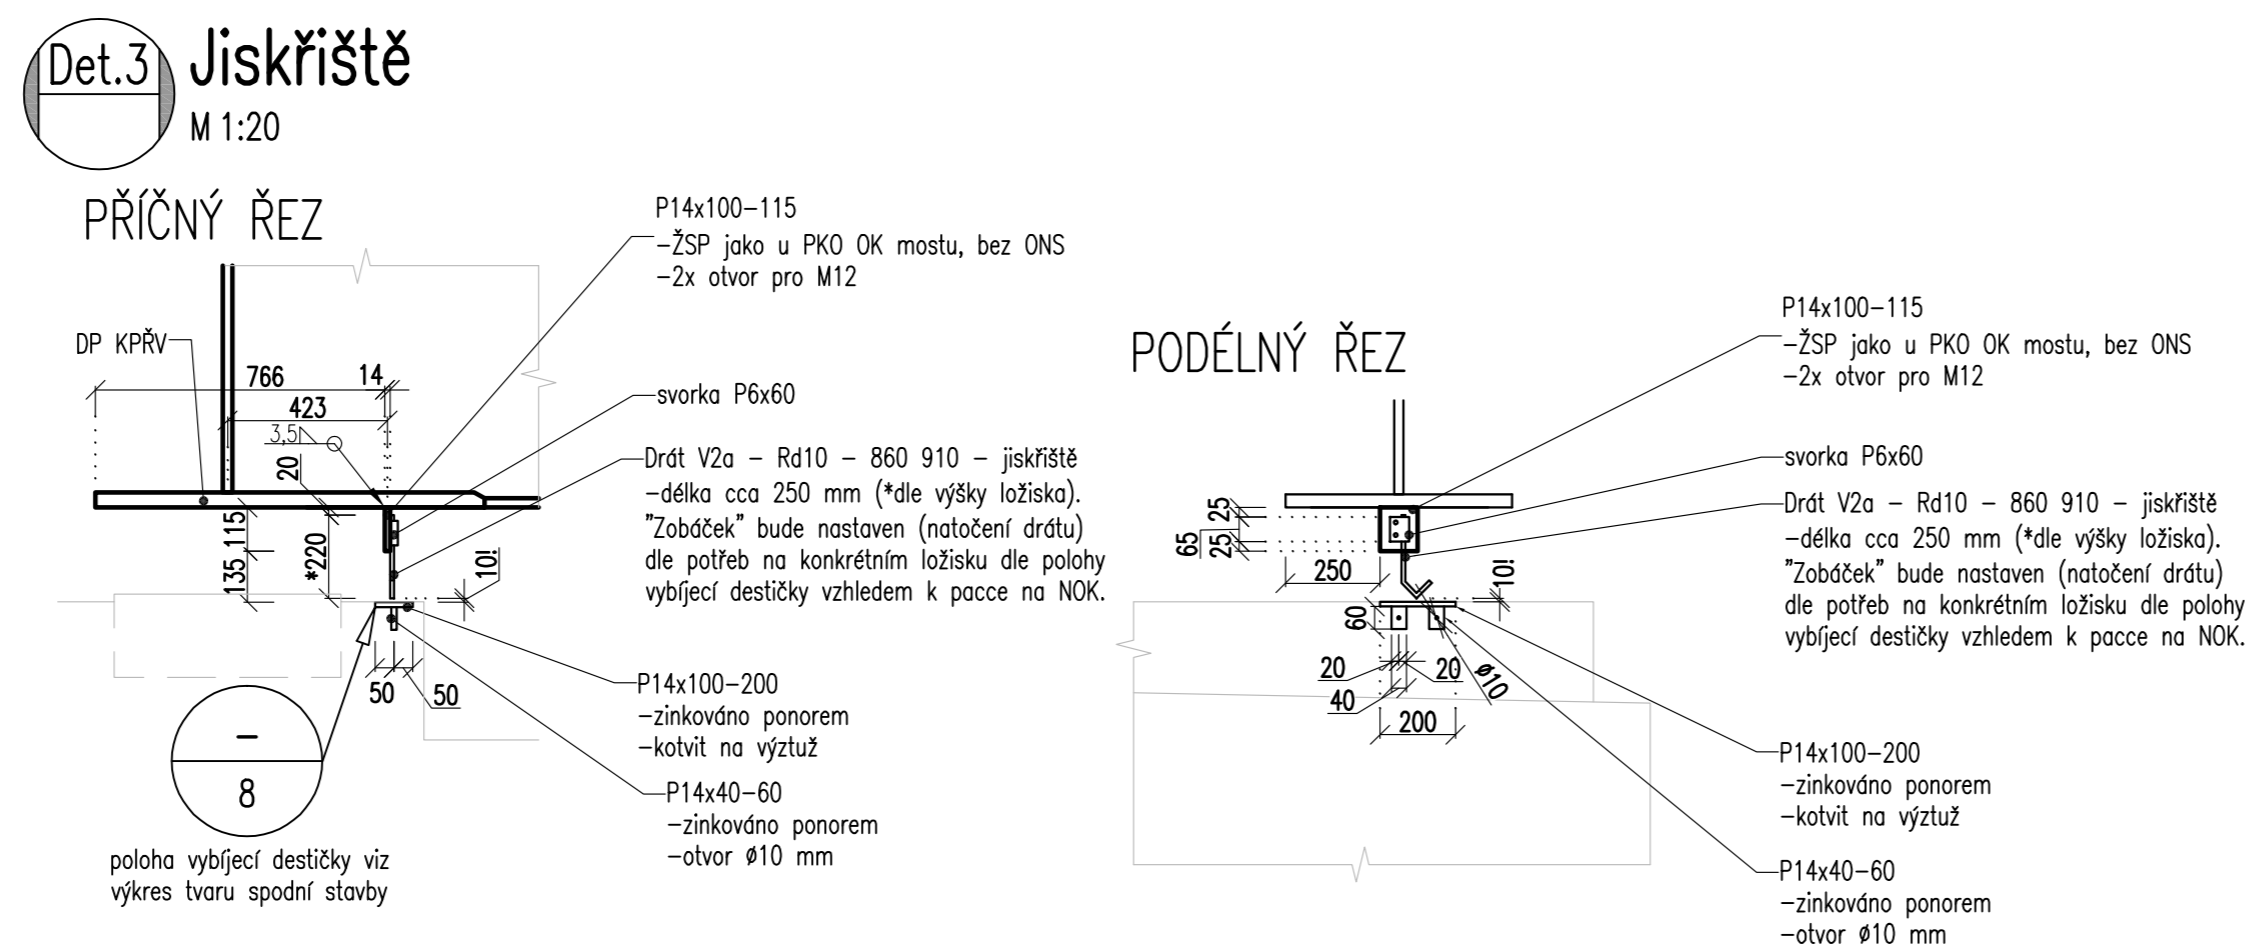 Det.3
Jiskřiště
M 1:20
PŘÍČNÝ ŘEZ
P14x100-115
-ŽSP jako u PKO OK mostu, bez ONS
-2x otvor pro M12
DP KPŘV
766
14
423
3,5
20
115
135
*220
10!
svorka P6x60
Drát V2a - Rd10 - 860 910 - jiskřiště
-délka cca 250 mm (*dle výšky ložiska).
"Zobáček" bude nastaven (natočení drátu)
dle potřeb na konkrétním ložisku dle polohy
vybíjecí destičky vzhledem k pacce na NOK.
50
50
P14x100-200
-zinkováno ponorem
-kotvit na výztuž
P14x40-60
-zinkováno ponorem
-otvor ø10 mm
-
8
poloha vybíjecí destičky viz
výkres tvaru spodní stavby
PODÉLNÝ ŘEZ
P14x100-115
-ŽSP jako u PKO OK mostu, bez ONS
-2x otvor pro M12
svorka P6x60
Drát V2a - Rd10 - 860 910 - jiskřiště
-délka cca 250 mm (*dle výšky ložiska).
"Zobáček" bude nastaven (natočení drátu)
dle potřeb na konkrétním ložisku dle polohy
vybíjecí destičky vzhledem k pacce na NOK.
25
65
25
250
10!
60
20
20
40
ø10
200
P14x100-200
-zinkováno ponorem
-kotvit na výztuž
P14x40-60
-zinkováno ponorem
-otvor ø10 mm